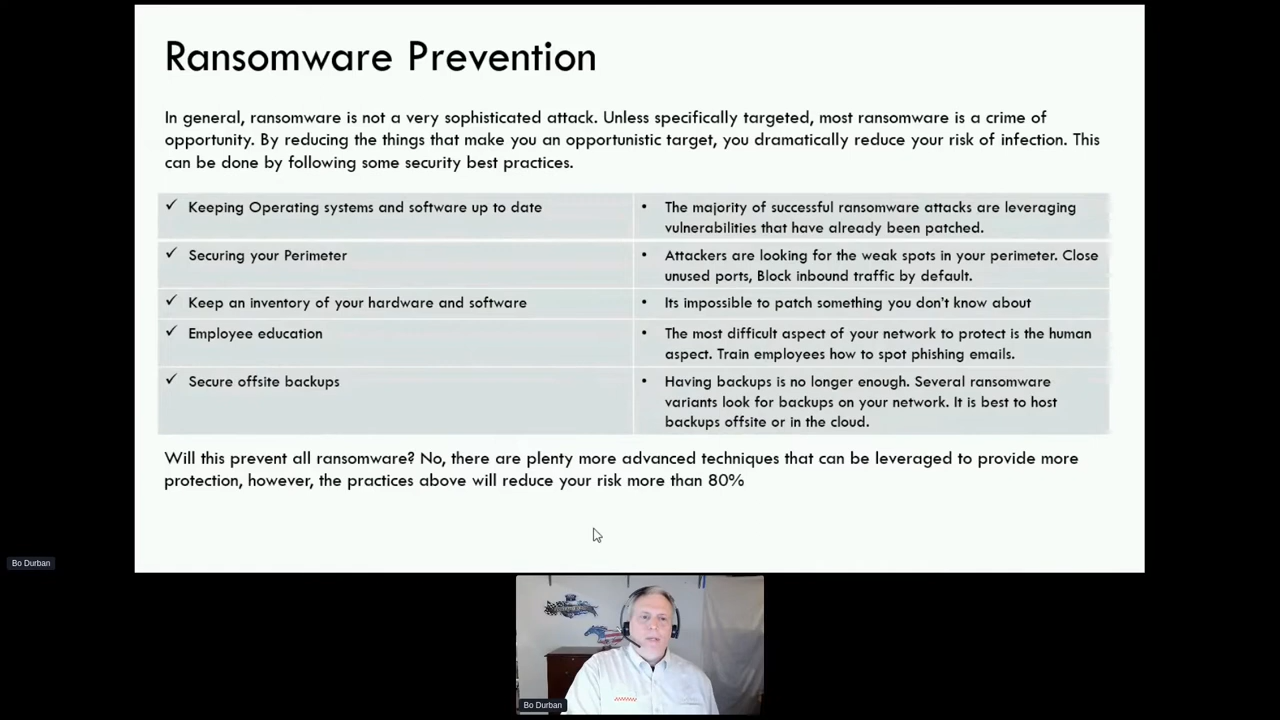 Ransomware Prevention
In general, ransomware is not a very sophisticated attack. Unless specifically targeted, most ransomware is a crime of
opportunity. By reducing the things that make you an opportunistic target, you dramatically reduce your risk of infection. This
can be done by following some security best practices.
✓ Keeping Operating systems and software up to date
• The majority of successful ransomware attacks are leveraging
vulnerabilities that have already been patched.
✓ Securing your Perimeter
• Attackers are looking for the weak spots in your perimeter. Close
unused ports, Block inbound traffic by default.
✓ Keep an inventory of your hardware and software
• Its impossible to patch something you don't know about
✓ Employee education
• The most difficult aspect of your network to protect is the human
aspect. Train employees how to spot phishing emails.
✓ Secure offsite backups
• Having backups is no longer enough. Several ransomware
variants look for backups on your network. It is best to host
backups offsite or in the cloud.
Will this prevent all ransomware? No, there are plenty more advanced techniques that can be leveraged to provide more
protection, however, the practices above will reduce your risk more than 80%
Bo Durban
Bo Durban